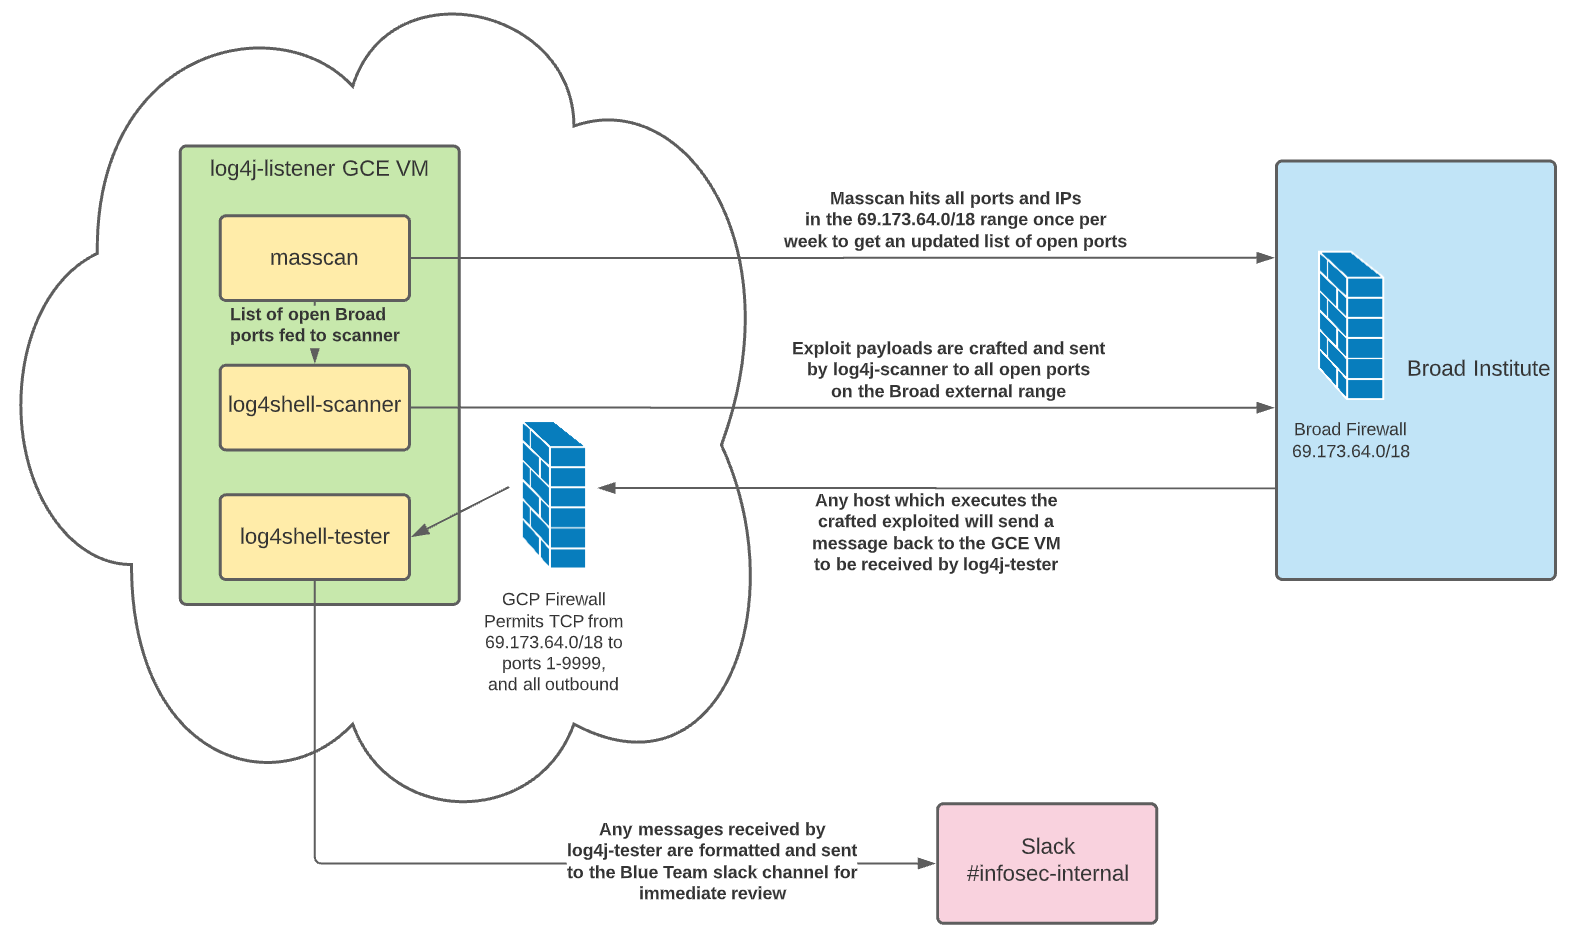 log4j-listener GCE VM
masscan
List of open Broad
ports fed to scanner
log4shell-scanner
log4shell-tester
GCP Firewall
Permits TCP from
69.173.64.0/18 to
ports 1-9999,
and all outbound
Masscan hits all ports and IPs
in the 69.173.64.0/18 range once per
week to get an updated list of open ports
Exploit payloads are crafted and sent
by log4j-scanner to all open ports
on the Broad external range
Any host which executes the
crafted exploited will send a
message back to the GCE VM
to be received by log4j-tester
Broad Institute
Broad Firewall
69.173.64.0/18
Any messages received by
log4j-tester are formatted and sent
to the Blue Team slack channel for
immediate review
Slack
#infosec-internal